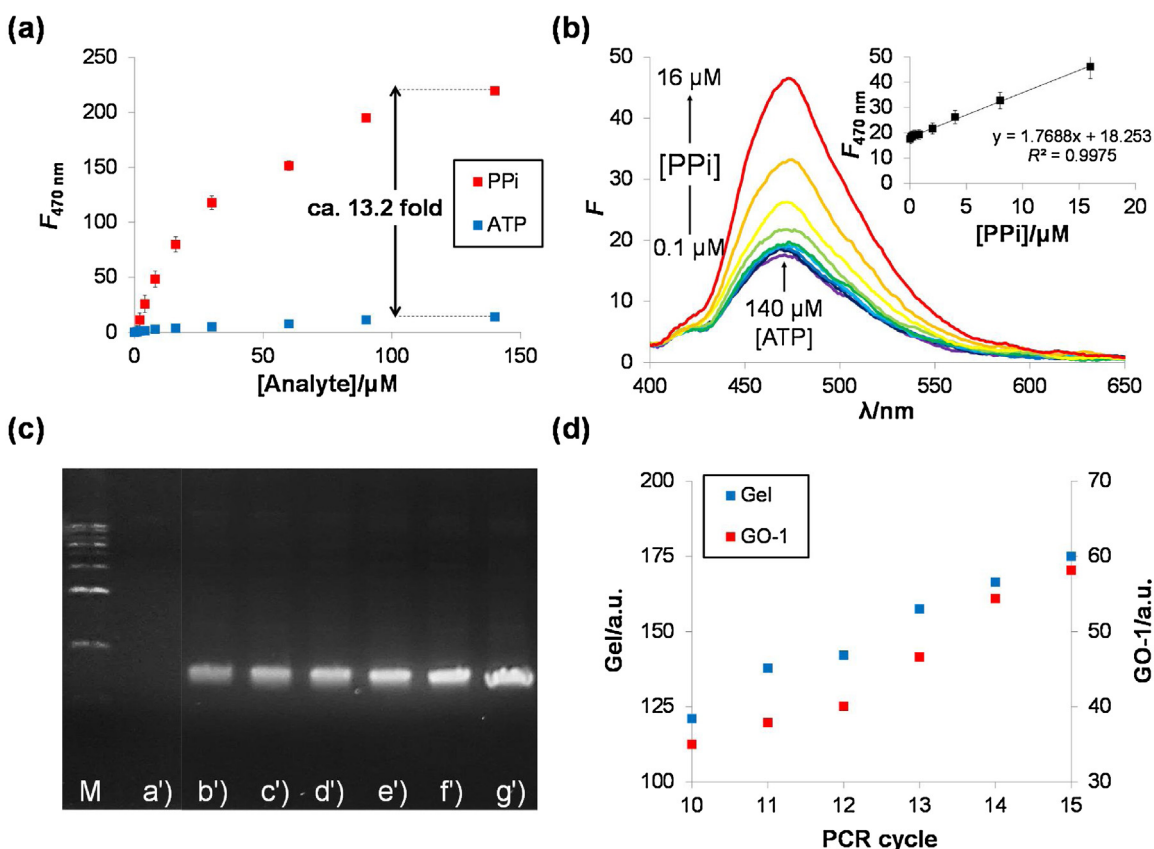 (a)
250
200
150
100
50
0
F470 nm
0 50 100 150
[Analyte]/μM
PPi
ATP
ca. 13.2 fold
(b)
50
40
30
20
10
0
F
400 450 500 550 600 650
λ/nm
16 μM
[PPi]
0.1 μM
140 μM
[ATP]
50
40
30
20
10
0
F470 nm
0 5 10 15 20
[PPi]/μM
y = 1.7688x + 18.253
R² = 0.9975
(c)
M a') b') c') d') e') f') g')
(d)
200
175
150
125
100
Gel/a.u.
Gel
GO-1
70
60
50
40
30
GO-1/a.u.
10 11 12 13 14 15
PCR cycle